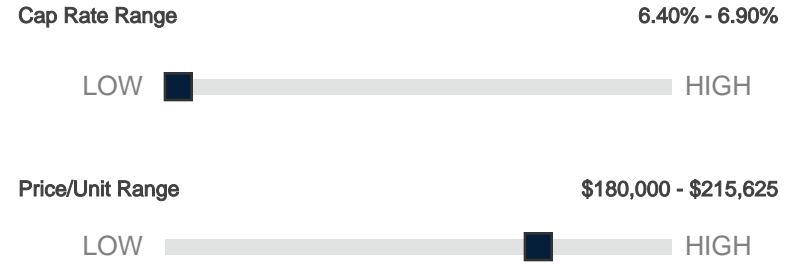 Cap Rate Range 6.40% - 6.90%
LOW HIGH
Price/Unit Range $180,000 - $215,625
LOW HIGH